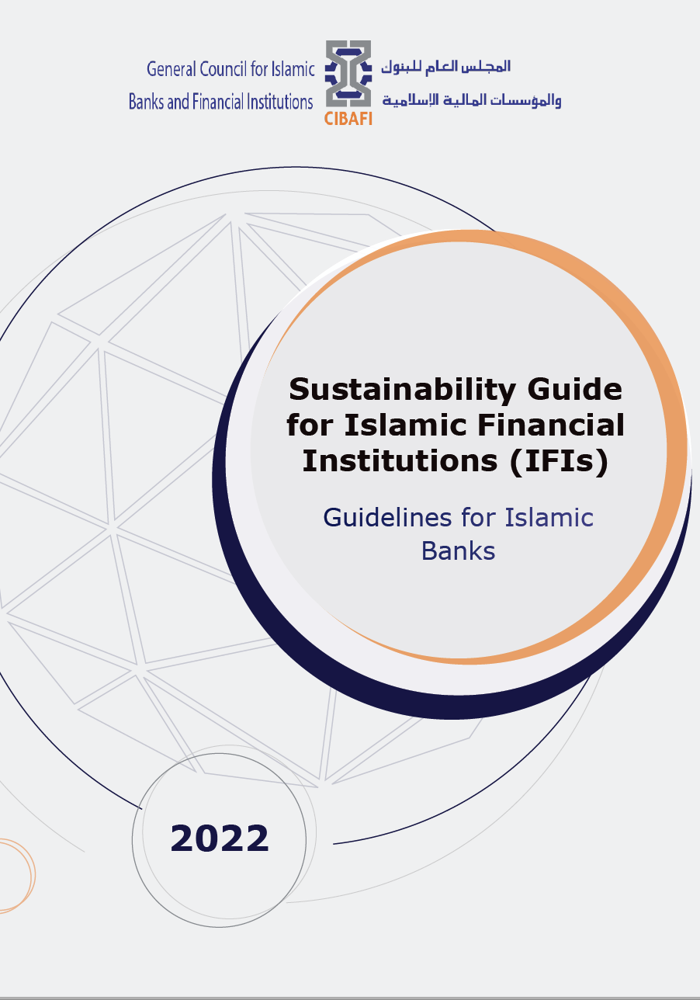 General Council for Islamic
Banks and Financial Institutions
المجلس العام للبنوك
والمؤسسات المالية الإسلامية
CIBAFI
Sustainability Guide
for Islamic Financial
Institutions (IFIs)
Guidelines for Islamic
Banks
2022